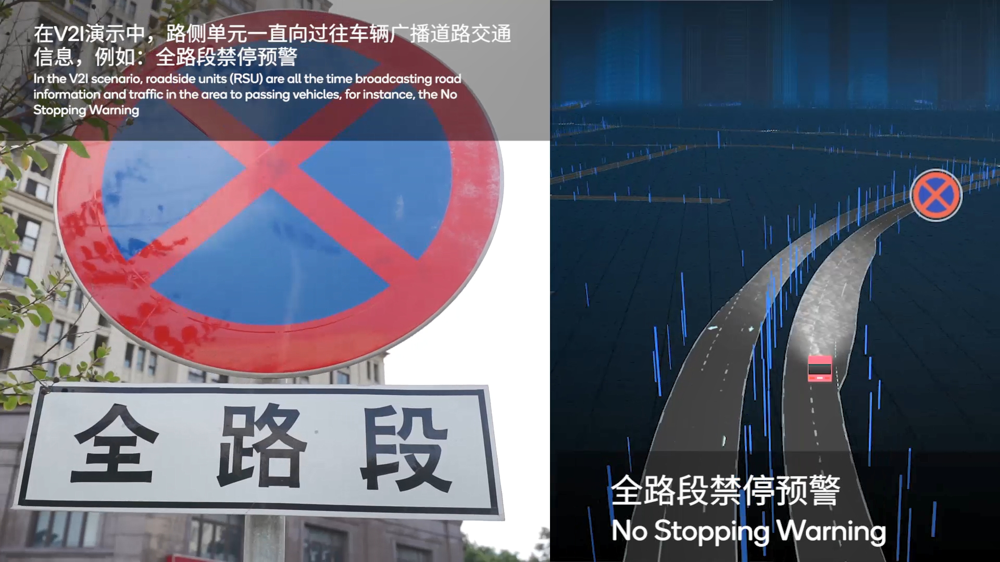 在V2I演示中，路侧单元一直向过往车辆广播道路交通
信息，例如：全路段禁停预警
In the V2I scenario, roadside units (RSU) are all the time broadcasting road
information and traffic in the area to passing vehicles, for instance, the No
Stopping Warning
全路段
全路段禁停预警
No Stopping Warning